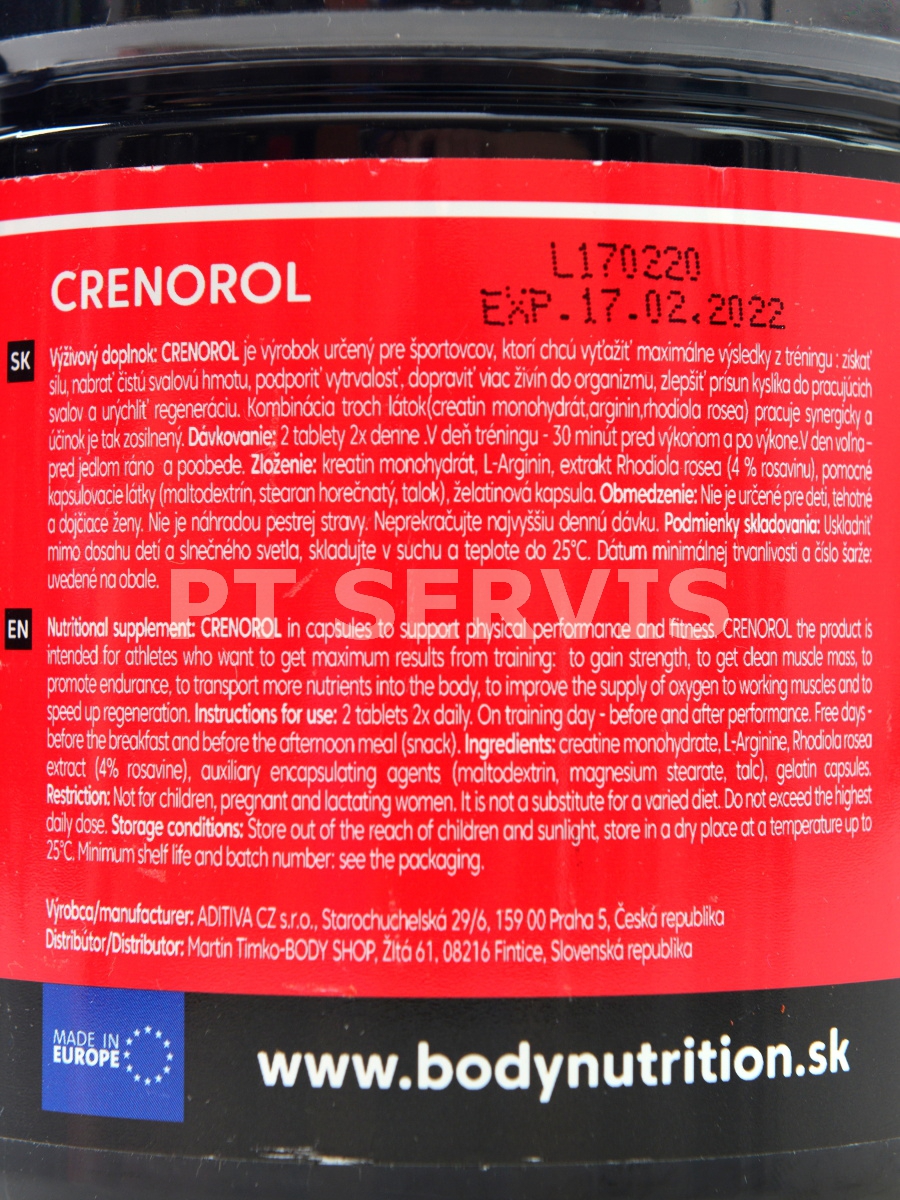 CRENOROL
L170220
EXP.17.02.2022
SK
Výživový doplnok: CRENOROL je výrobok určený pre športovcov, ktorí chcú vyťažiť maximálne výsledky z tréningu : získať
silu, nabrať čistú svalovú hmotu, podporiť vytrvalosť, dopraviť viac živín do organizmu, zlepšiť prísun kyslíka do pracujúcich
svalov a urýchliť regeneráciu. Kombinácia troch látok(creatin monohydrát,arginin,rhodiola rosea) pracuje synergicky a
účinok je tak zosilnený. Dávkovanie: 2 tablety 2x denne .V deň tréningu - 30 minút pred výkonom a po výkone.V den voľna -
pred jedlom ráno a poobede. Zloženie: kreatin monohydrát, L-Arginin, extrakt Rhodiola rosea (4 % rosavinu), pomocné
kapsulovacie látky (maltodextrín, stearan horečnatý, talok), želatínová kapsula. Obmedzenie: Nie je určené pre deti, tehotné
a dojčiace ženy. Nie je náhradou pestrej stravy. Neprekračujte najvyššiu dennú dávku. Podmienky skladovania: Uskladniť
mimo dosahu detí a slnečného svetla, skladujte v suchu a teplote do 25°C. Dátum minimálnej trvanlivosti a číslo šarže:
uvedené na obale.
PT SERVIS
EN
Nutritional supplement: CRENOROL in capsules to support physical performance and fitness. CRENOROL the product is
intended for athletes who want to get maximum results from training: to gain strength, to get clean muscle mass, to
promote endurance, to transport more nutrients into the body, to improve the supply of oxygen to working muscles and to
speed up regeneration. Instructions for use: 2 tablets 2x daily. On training day - before and after performance. Free days -
before the breakfast and before the afternoon meal (snack). Ingredients: creatine monohydrate, L-Arginine, Rhodiola rosea
extract (4% rosavine), auxiliary encapsulating agents (maltodextrin, magnesium stearate, talc), gelatin capsules.
Restriction: Not for children, pregnant and lactating women. It is not a substitute for a varied diet. Do not exceed the highest
daily dose. Storage conditions: Store out of the reach of children and sunlight, store in a dry place at a temperature up to
25°C. Minimum shelf life and batch number: see the packaging.
Výrobca/manufacturer: ADITIVA CZ s.r.o., Starochuchelská 29/6, 159 00 Praha 5, Česká republika
Distribútor/Distributor: Martin Timko-BODY SHOP, Žitá 61, 08216 Fintice, Slovenská republika
MADE IN
EUROPE
www.bodynutrition.sk